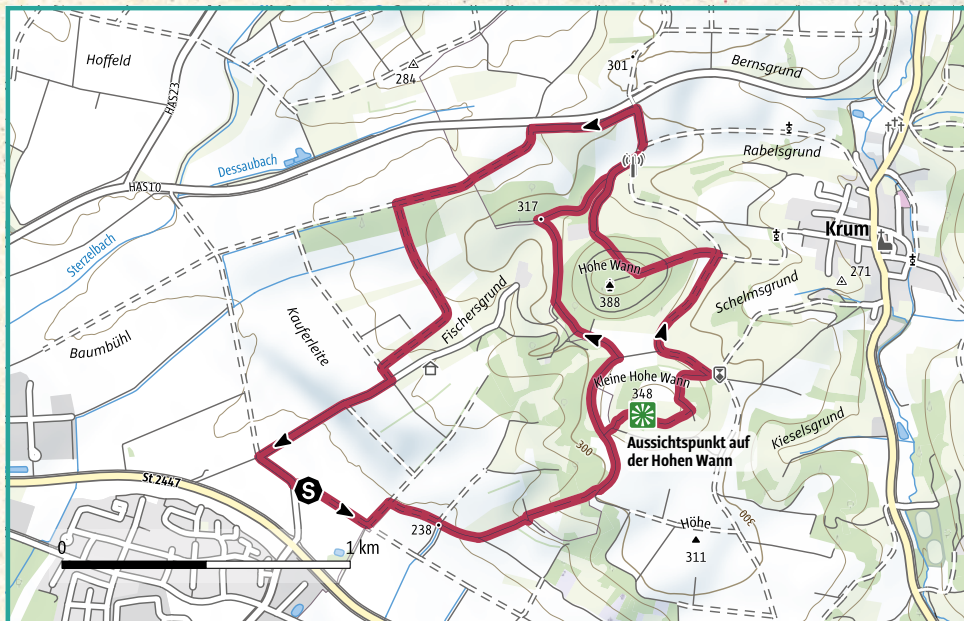 Hoffeld
HAS23
284
301
Bernsgrund
Dessaubach
Rabelsgrund
HAS10
Sterzelbach
317
Krum
Hohe Wann
388
271
Schelmsgrund
Fischersgrund
Kauferleite
Baumbühl
Kleine Hohe Wann
348
Aussichtspunkt auf
der Hohen Wann
Kieselsgrund
300
St 2447
S
300
Höhe
311
238
0
1 km